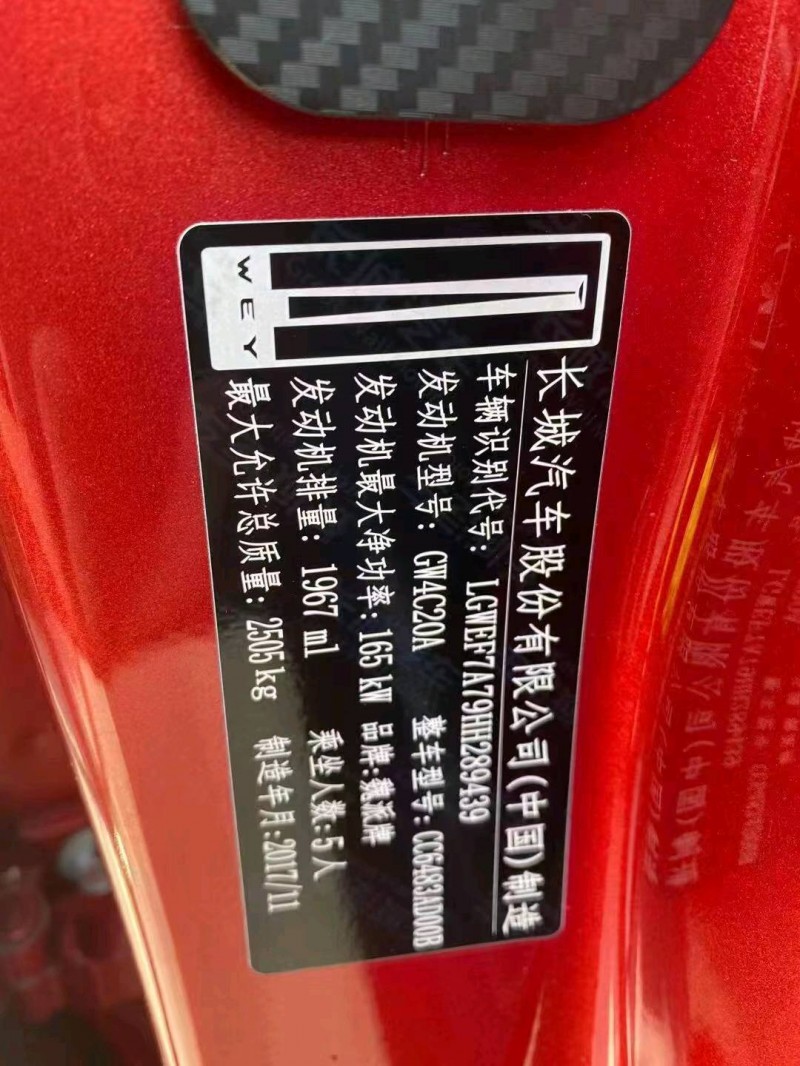 WEY
长城汽车股份有限公司(中国)制造
车辆识别代号: LGWEF7A79HH289439
发动机型号: GW4C20A 整车型号: CC6483AD00B
发动机最大净功率: 165 kW 品牌: 魏派牌
发动机排量: 1967 ml 乘坐人数: 5人
最大允许总质量: 2505 kg 制造年月: 2017/11